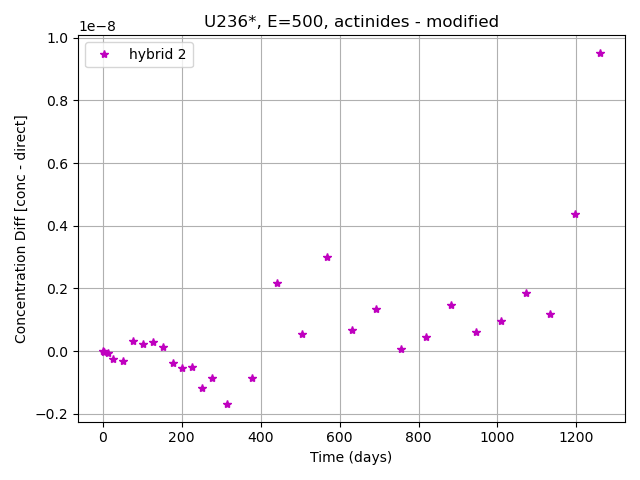 U236*, E=500, actinides - modified
1e−8
hybrid 2
1.0
0.8
0.6
0.4
0.2
0.0
−0.2
Concentration Diff [conc - direct]
0 200 400 600 800 1000 1200
Time (days)